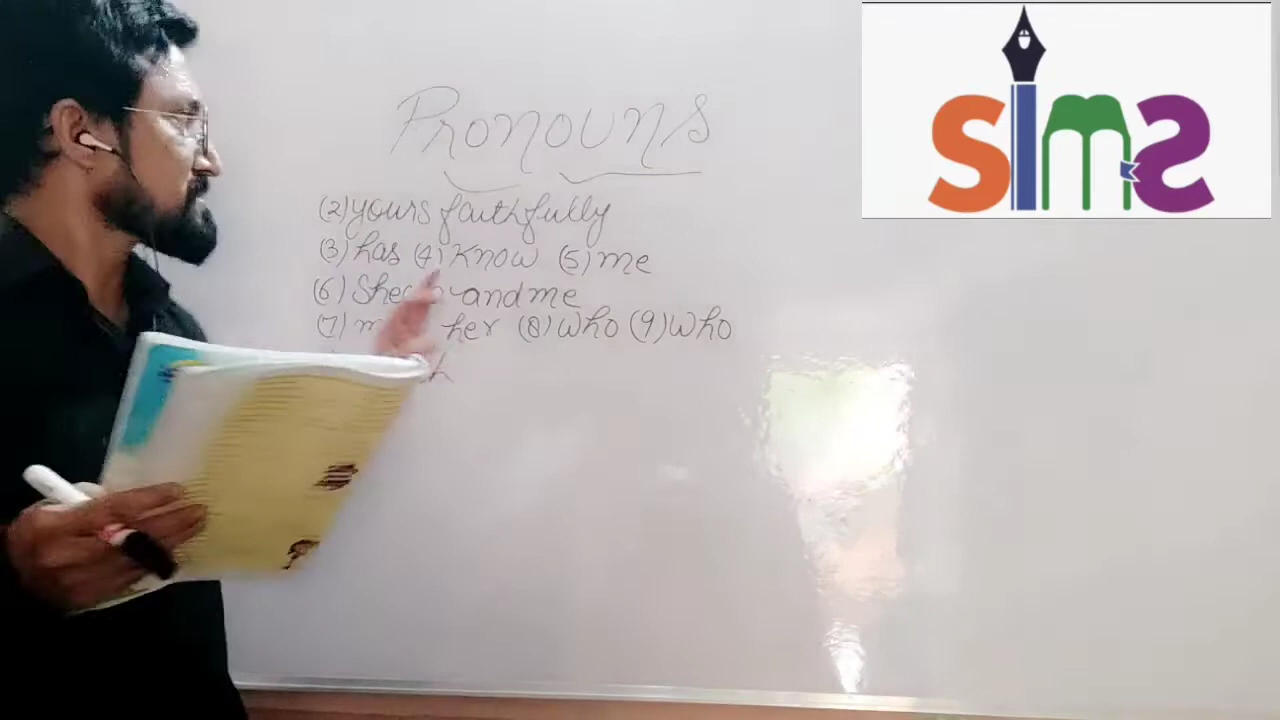 Pronouns
(2) yours faithfully
(3) has (4) know (5) me
(6) She and me
(7) her (8) who (9) who
sims